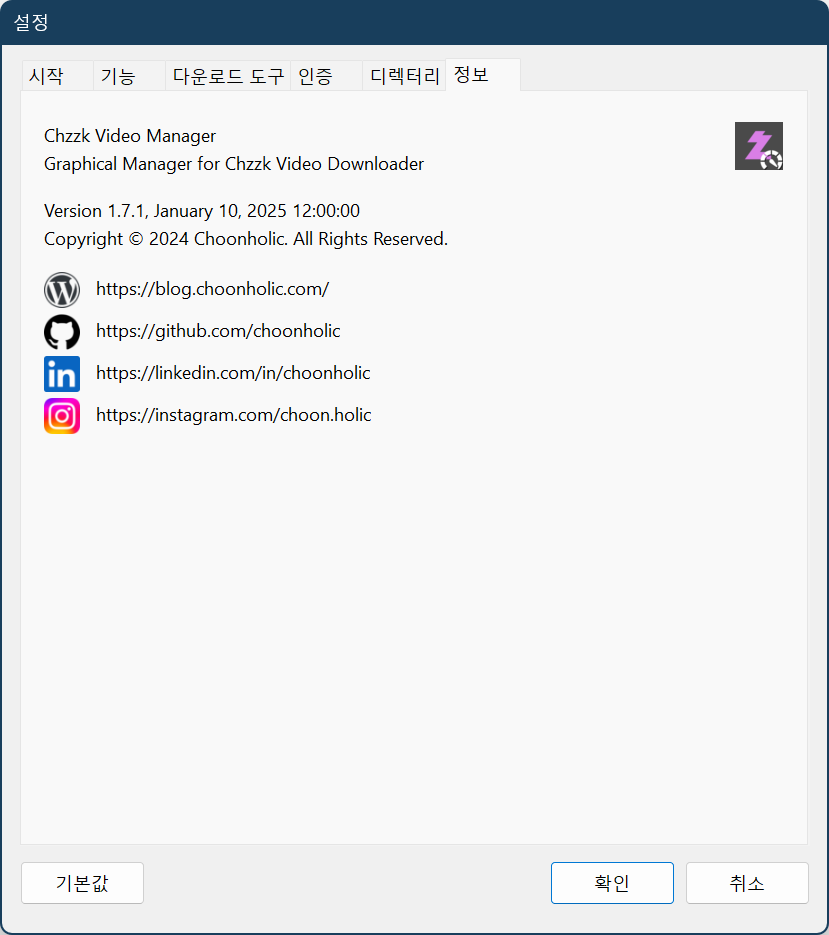 설정
시작 기능 다운로드 도구 인증 디렉터리 정보
Chzzk Video Manager
Graphical Manager for Chzzk Video Downloader
Version 1.7.1, January 10, 2025 12:00:00
Copyright © 2024 Choonholic. All Rights Reserved.
https://blog.choonholic.com/
https://github.com/choonholic
https://linkedin.com/in/choonholic
https://instagram.com/choon.holic
기본값 확인 취소